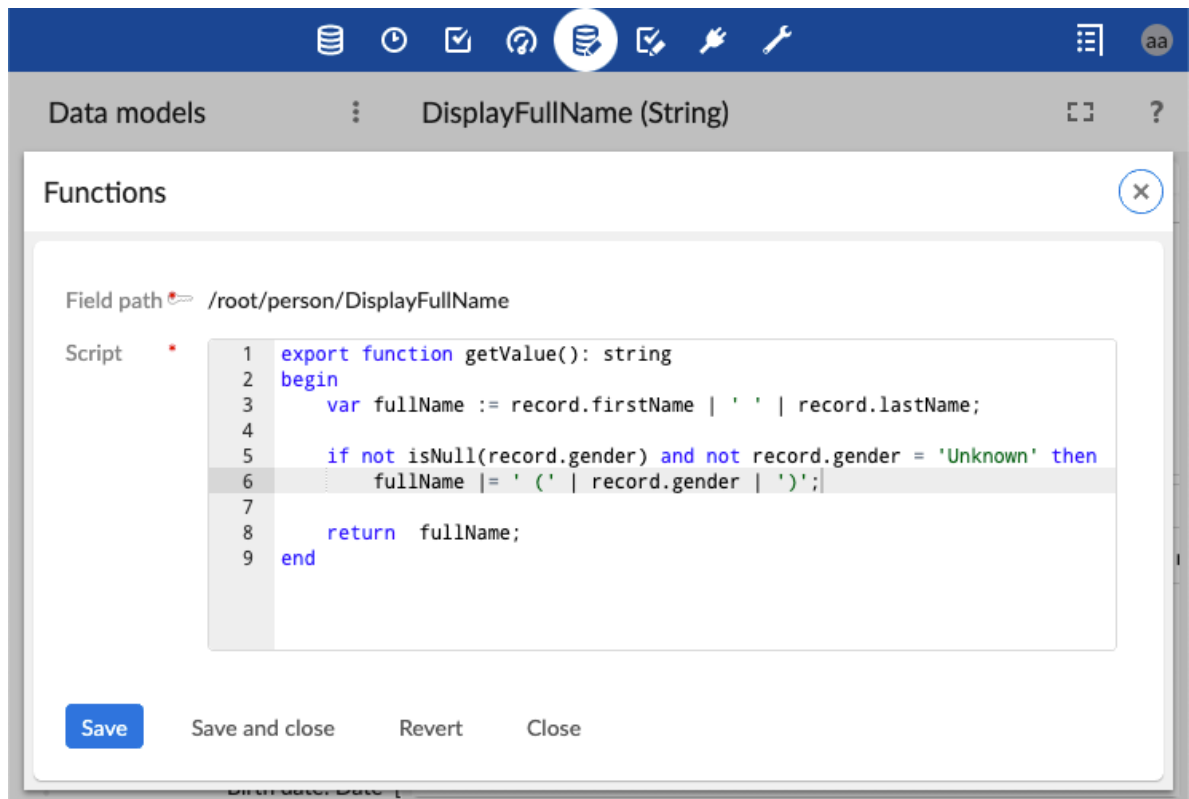 aa
Data models
DisplayFullName (String)
?
Functions
Field path /root/person/DisplayFullName
Script *
1 export function getValue(): string
2 begin
3     var fullName := record.firstName | ' ' | record.lastName;
4
5     if not isNull(record.gender) and not record.gender = 'Unknown' then
6         fullName |= ' (' | record.gender | ')';
7
8     return  fullName;
9 end
Save
Save and close
Revert
Close
Birth date: Date [